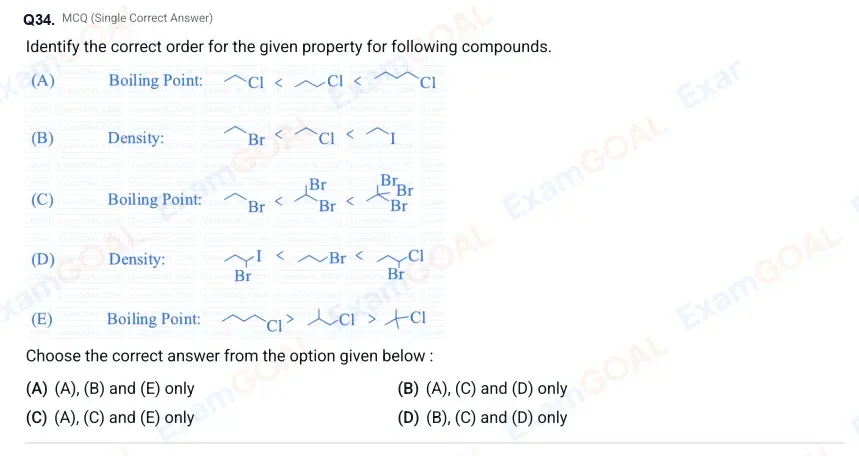 Q34. MCQ (Single Correct Answer)
Identify the correct order for the given property for following compounds.
(A) Boiling Point: Cl < Cl < Cl
(B) Density: Br < Cl < I
(C) Boiling Point: Br < Br Br < Br Br Br
(D) Density: I Br < Br < Cl Br
(E) Boiling Point: Cl > Cl > Cl
Choose the correct answer from the option given below :
(A) (A), (B) and (E) only
(B) (A), (C) and (D) only
(C) (A), (C) and (E) only
(D) (B), (C) and (D) only
ExamGOAL